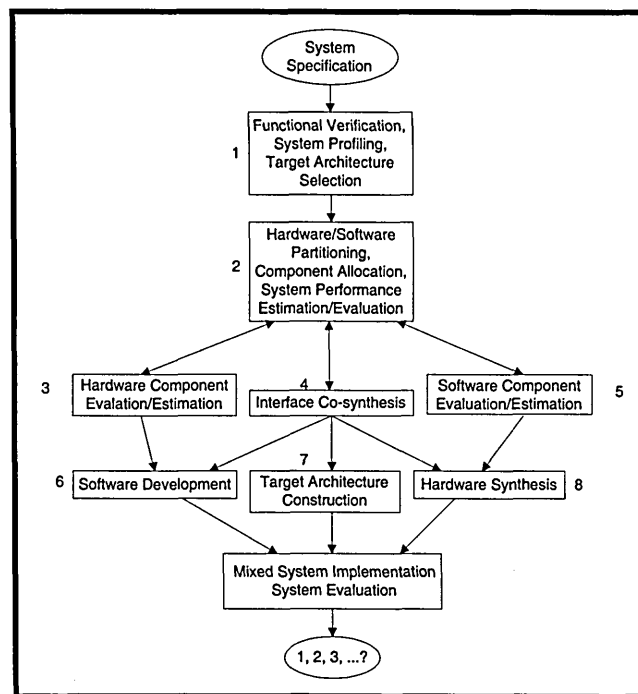 System
Specification
1
Functional Verification,
System Profiling,
Target Architecture
Selection
2
Hardware/Software
Partitioning,
Component Allocation,
System Performance
Estimation/Evaluation
3
Hardware Component
Evalation/Estimation
4
Interface Co-synthesis
Software Component
Evaluation/Estimation
5
6
Software Development
7
Target Architecture
Construction
Hardware Synthesis
8
Mixed System Implementation
System Evaluation
1, 2, 3, ...?